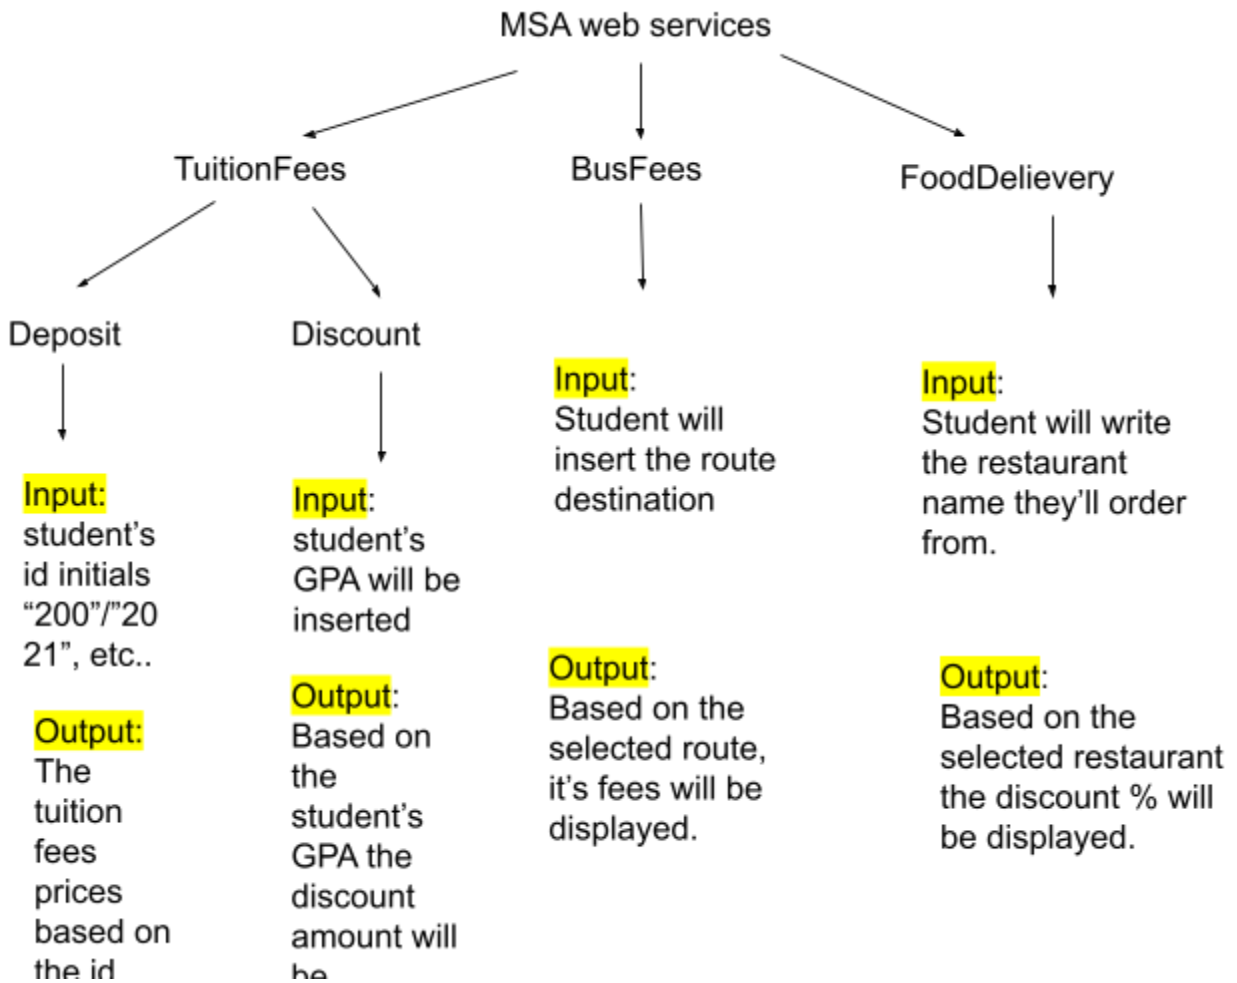 MSA web services
TuitionFees
BusFees
FoodDelievery
Deposit
Discount
Input:
student’s
id initials
“200”/”20
21”, etc..
Output:
The
tuition
fees
prices
based on
the id
Input:
student’s
GPA will be
inserted
Output:
Based on
the
student’s
GPA the
discount
amount will
be
Input:
Student will
insert the route
destination
Output:
Based on the
selected route,
it’s fees will be
displayed.
Input:
Student will write
the restaurant
name they’ll order
from.
Output:
Based on the
selected restaurant
the discount % will
be displayed.